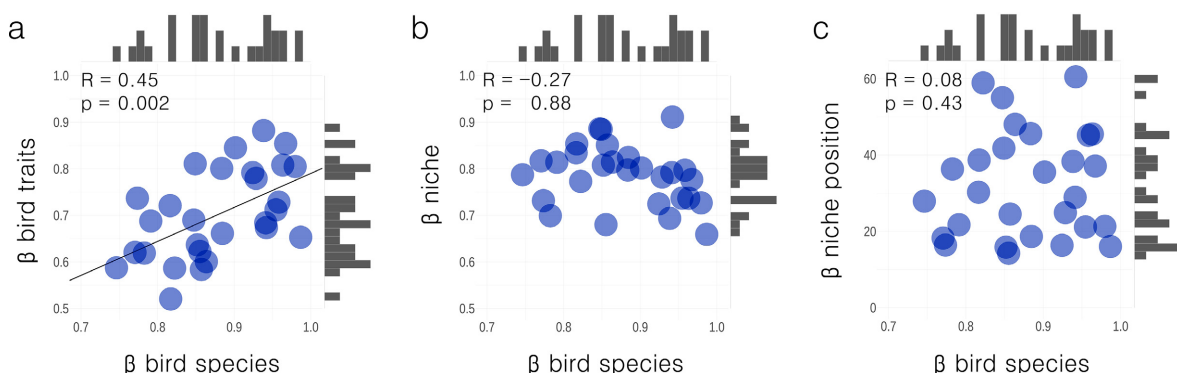 a
R = 0.45
p = 0.002
β bird traits
1.0
0.9
0.8
0.7
0.6
0.5
0.7
0.8
0.9
1.0
β bird species
b
R = −0.27
p = 0.88
β niche
1.0
0.9
0.8
0.7
0.6
0.5
0.7
0.8
0.9
1.0
β bird species
c
R = 0.08
p = 0.43
β niche position
60
40
20
0
0.7
0.8
0.9
1.0
β bird species